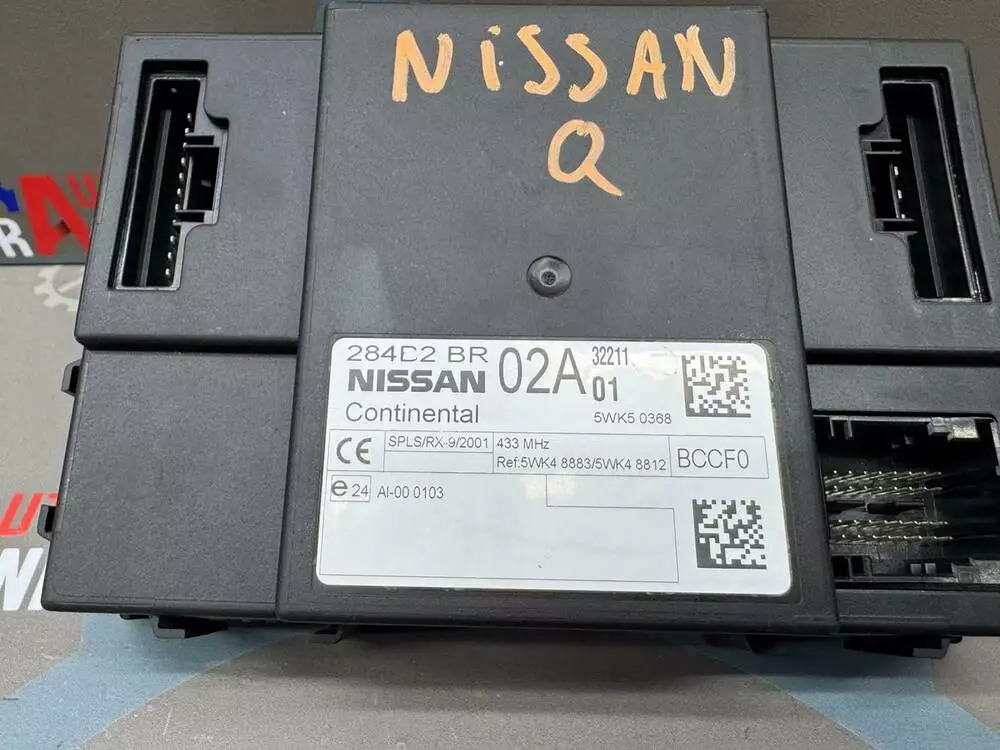 NiSSAN
Q
284D2 BR 02A 32211
NISSAN 01
Continental 5WK5 0368
CE SPLS/RX-9/2001 433 MHz
Ref:5WK4 8883/5WK4 8812 BCCF0
e 24 AI-00 0103